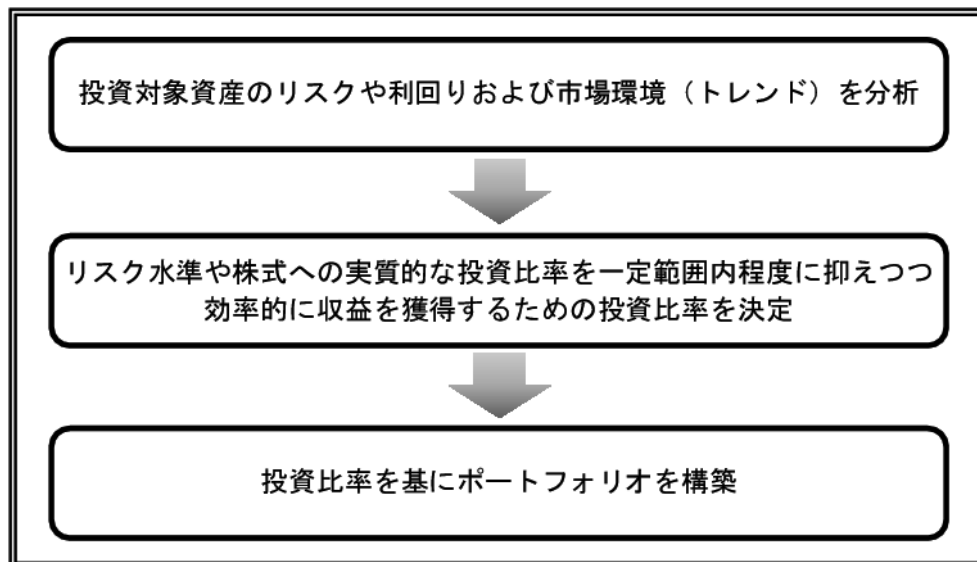 投資対象資産のリスクや利回りおよび市場環境（トレンド）を分析
リスク水準や株式への実質的な投資比率を一定範囲内程度に抑えつつ
効率的に収益を獲得するための投資比率を決定
投資比率を基にポートフォリオを構築